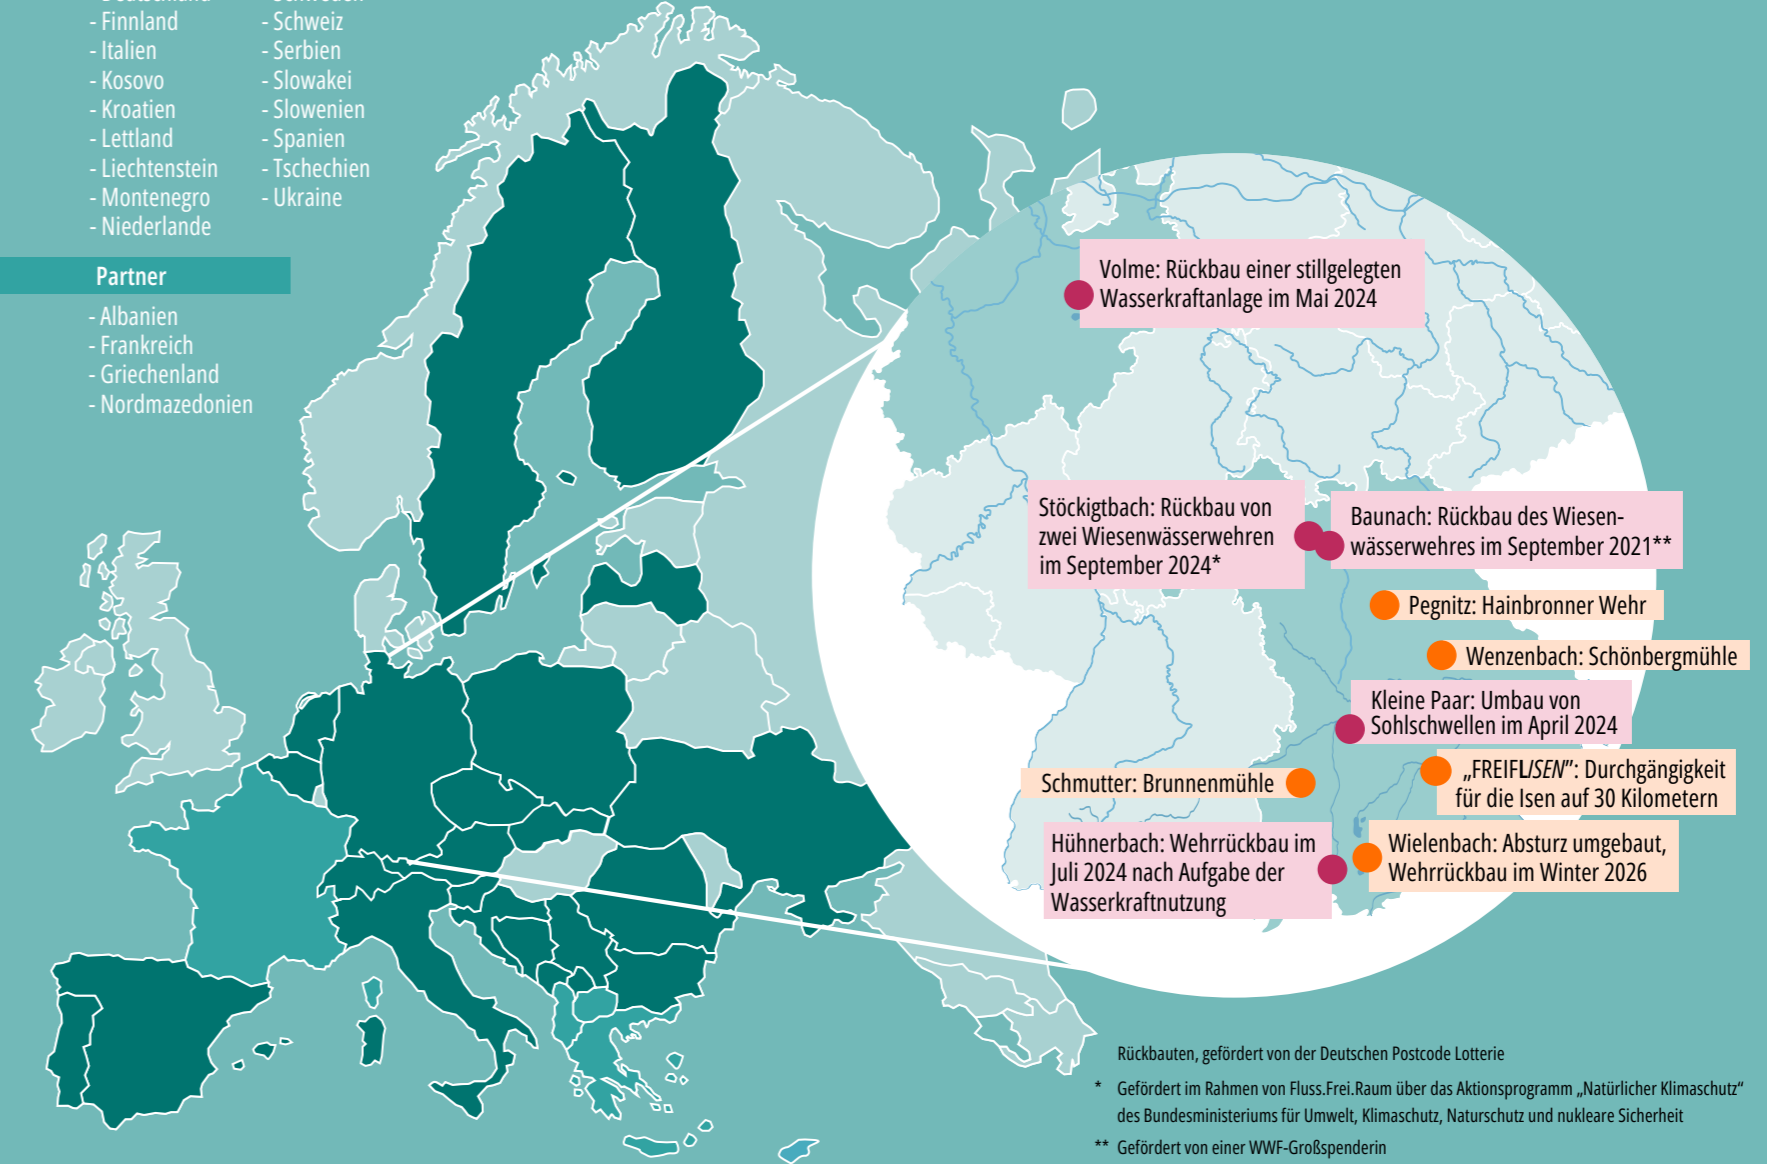 - Finnland
- Italien
- Kosovo
- Kroatien
- Lettland
- Liechtenstein
- Montenegro
- Niederlande
- Schweiz
- Serbien
- Slowakei
- Slowenien
- Spanien
- Tschechien
- Ukraine
Partner
- Albanien
- Frankreich
- Griechenland
- Nordmazedonien
Volme: Rückbau einer stillgelegten
Wasserkraftanlage im Mai 2024
Stöckigtbach: Rückbau von
zwei Wiesenwässerwehren
im September 2024*
Baunach: Rückbau des Wiesen-
wässerwehres im September 2021**
Pegnitz: Hainbronner Wehr
Wenzenbach: Schönbergmühle
Kleine Paar: Umbau von
Sohlschwellen im April 2024
Schmutter: Brunnenmühle
„FREIFLISEN”: Durchgängigkeit
für die Isen auf 30 Kilometern
Hühnerbach: Wehrrückbau im
Juli 2024 nach Aufgabe der
Wasserkraftnutzung
Wielenbach: Absturz umgebaut,
Wehrrückbau im Winter 2026
Rückbauten, gefördert von der Deutschen Postcode Lotterie
* Gefördert im Rahmen von Fluss.Frei.Raum über das Aktionsprogramm „Natürlicher Klimaschutz“
des Bundesministeriums für Umwelt, Klimaschutz, Naturschutz und nukleare Sicherheit
** Gefördert von einer WWF-Großspenderin